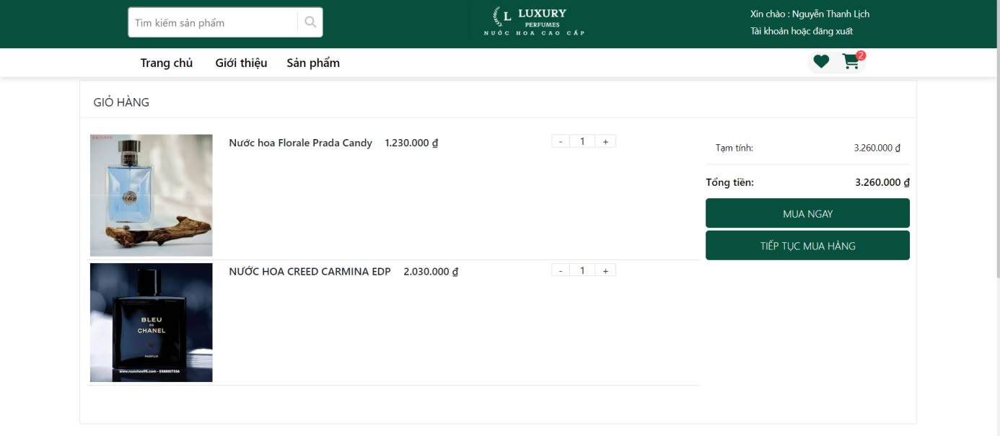 Tìm kiếm sản phẩm
L LUXURY
PERFUMES
NƯỚC HOA CAO CẤP
Xin chào : Nguyễn Thanh Lịch
Tài khoản hoặc đăng xuất
Trang chủ Giới thiệu Sản phẩm
2
GIỎ HÀNG
Nước hoa Florale Prada Candy 1.230.000 ₫
- 1 +
NƯỚC HOA CREED CARMINA EDP 2.030.000 ₫
- 1 +
BLEU
DE
CHANEL
PARFUM
Tạm tính: 3.260.000 ₫
Tổng tiền: 3.260.000 ₫
MUA NGAY
TIẾP TỤC MUA HÀNG